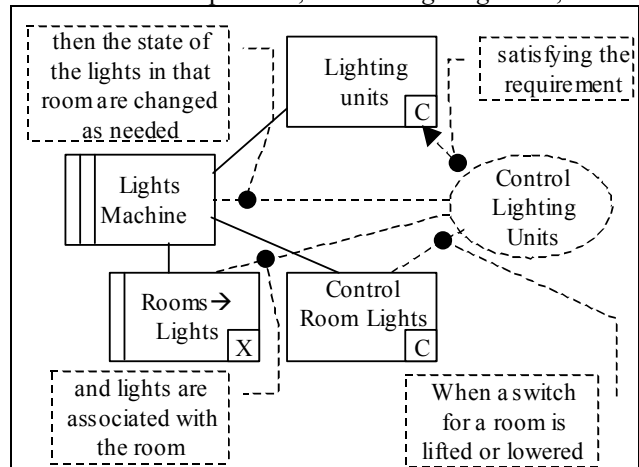 then the state of
the lights in that
room are changed
as needed
Lighting
units
C
satisfying the
requirement
Lights
Machine
Control
Lighting
Units
Rooms→
Lights
X
Control
Room Lights
C
and lights are
associated with
the room
When a switch
for a room is
lifted or lowered